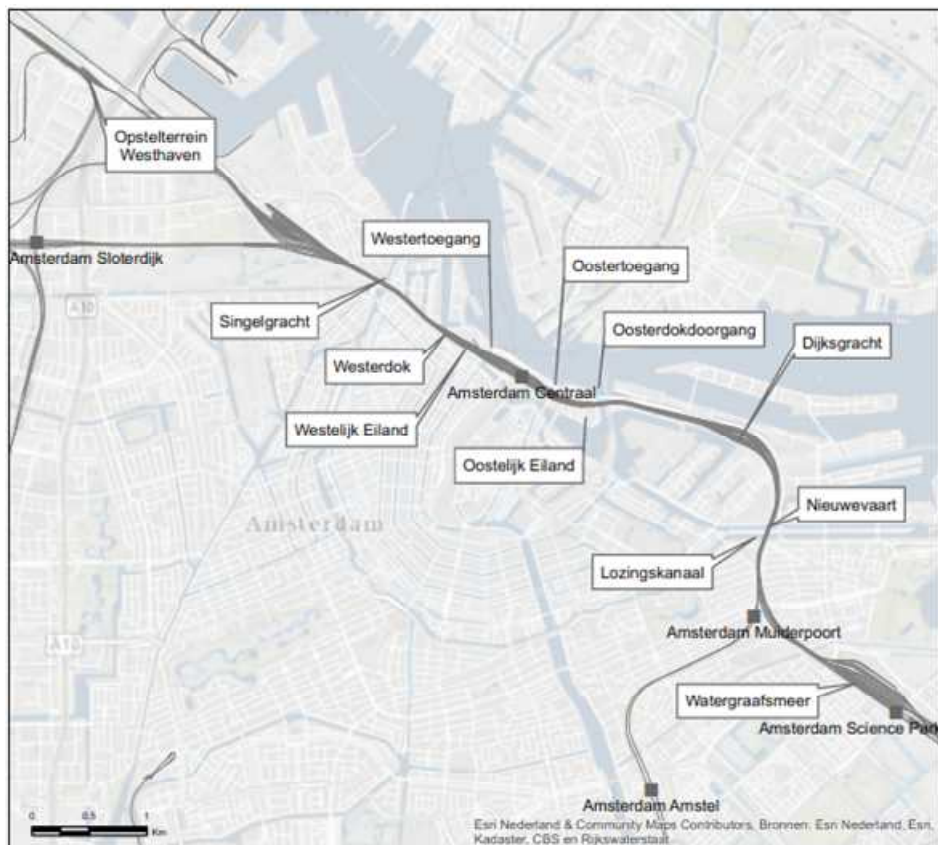 Opstelterrein
Westhaven
Westertoegang
Oostertoegang
Amsterdam Sloterdijk
A10
Singelgracht
Oosterdokdoorgang
Dijksgracht
Westerdok
Amsterdam Centraal
Westelijk Eiland
Oostelijk Eiland
Nieuwevaart
Amsterdam
Lozingskanaal
Amsterdam Muiderpoort
Watergraafsmeer
Amsterdam Science Park
Amsterdam Amstel
0 0.5 1
Km
Esri Nederland & Community Maps Contributors, Bronnen: Esri Nederland, Esri,
Kadaster, CBS en Rijkswaterstaat